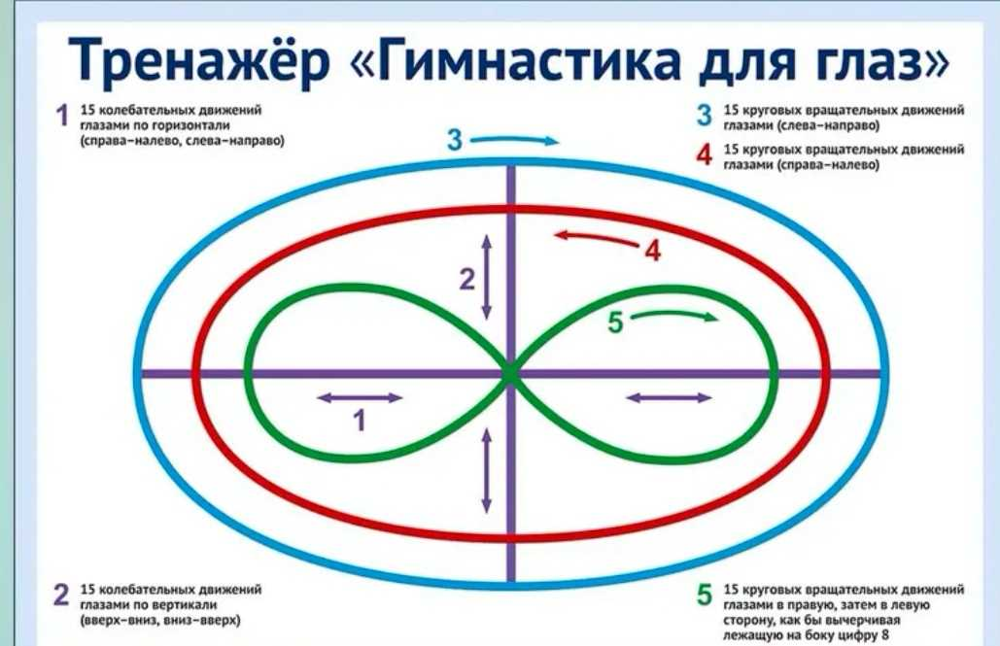 Тренажёр «Гимнастика для глаз»
1 15 колебательных движений
глазами по горизонтали
(справа–налево, слева–направо)
3 15 круговых вращательных движений
глазами (слева–направо)
4 15 круговых вращательных движений
глазами (справа–налево)
3
4
2
5
1
2 15 колебательных движений
глазами по вертикали
(вверх–вниз, вниз–вверх)
5 15 круговых вращательных движений
глазами в правую, затем в левую
сторону, как бы вычерчивая
лежащую на боку цифру 8